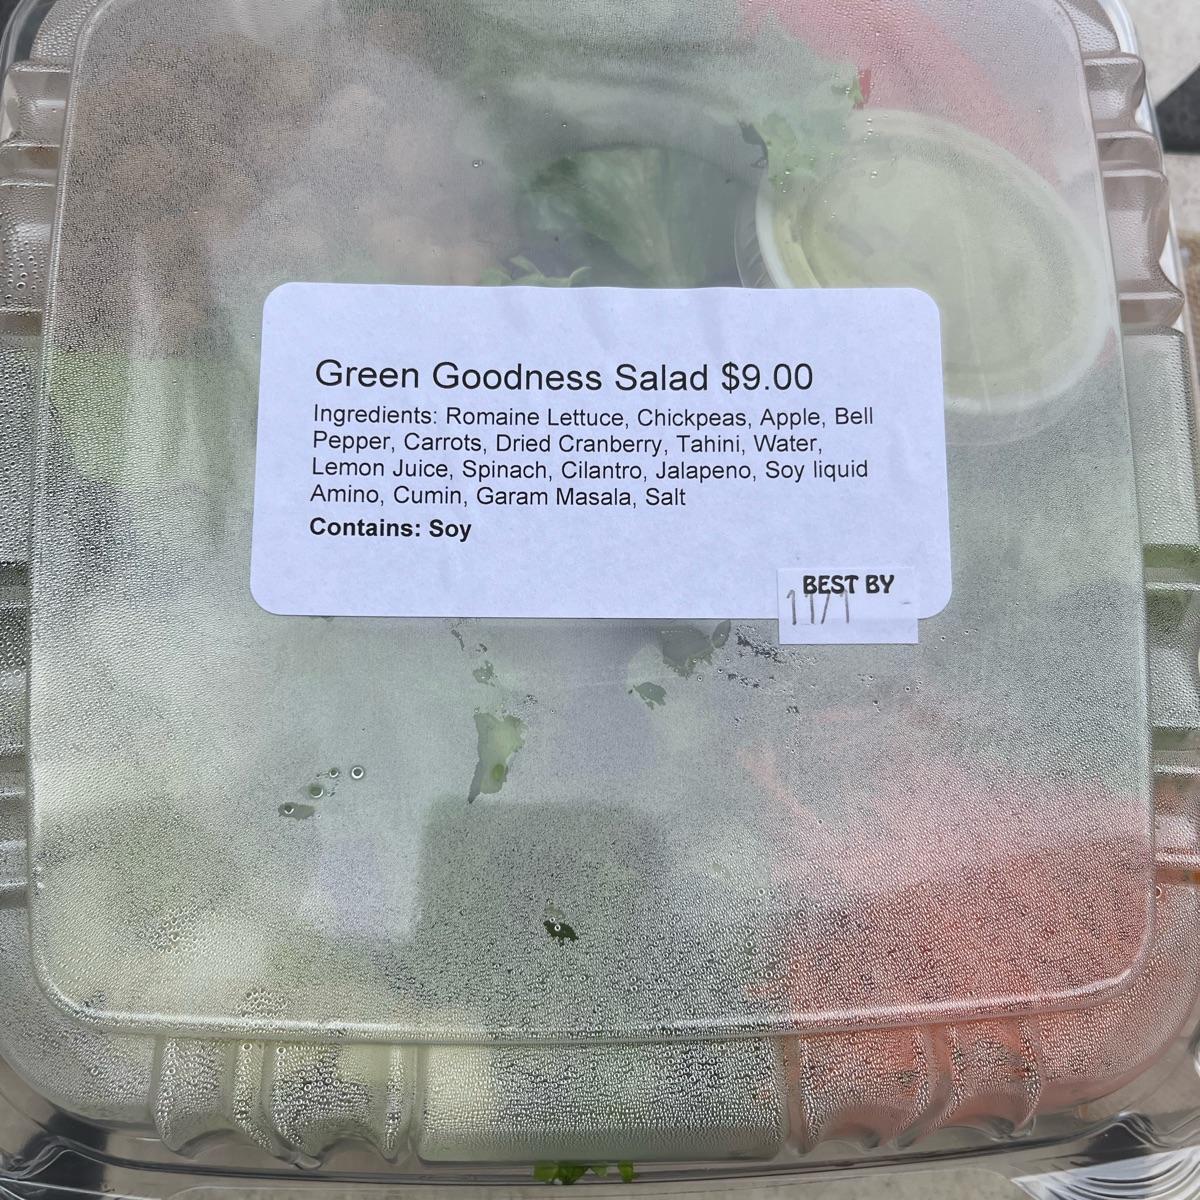 Green Goodness Salad $9.00
Ingredients: Romaine Lettuce, Chickpeas, Apple, Bell
Pepper, Carrots, Dried Cranberry, Tahini, Water,
Lemon Juice, Spinach, Cilantro, Jalapeno, Soy liquid
Amino, Cumin, Garam Masala, Salt
Contains: Soy
BEST BY
11/1